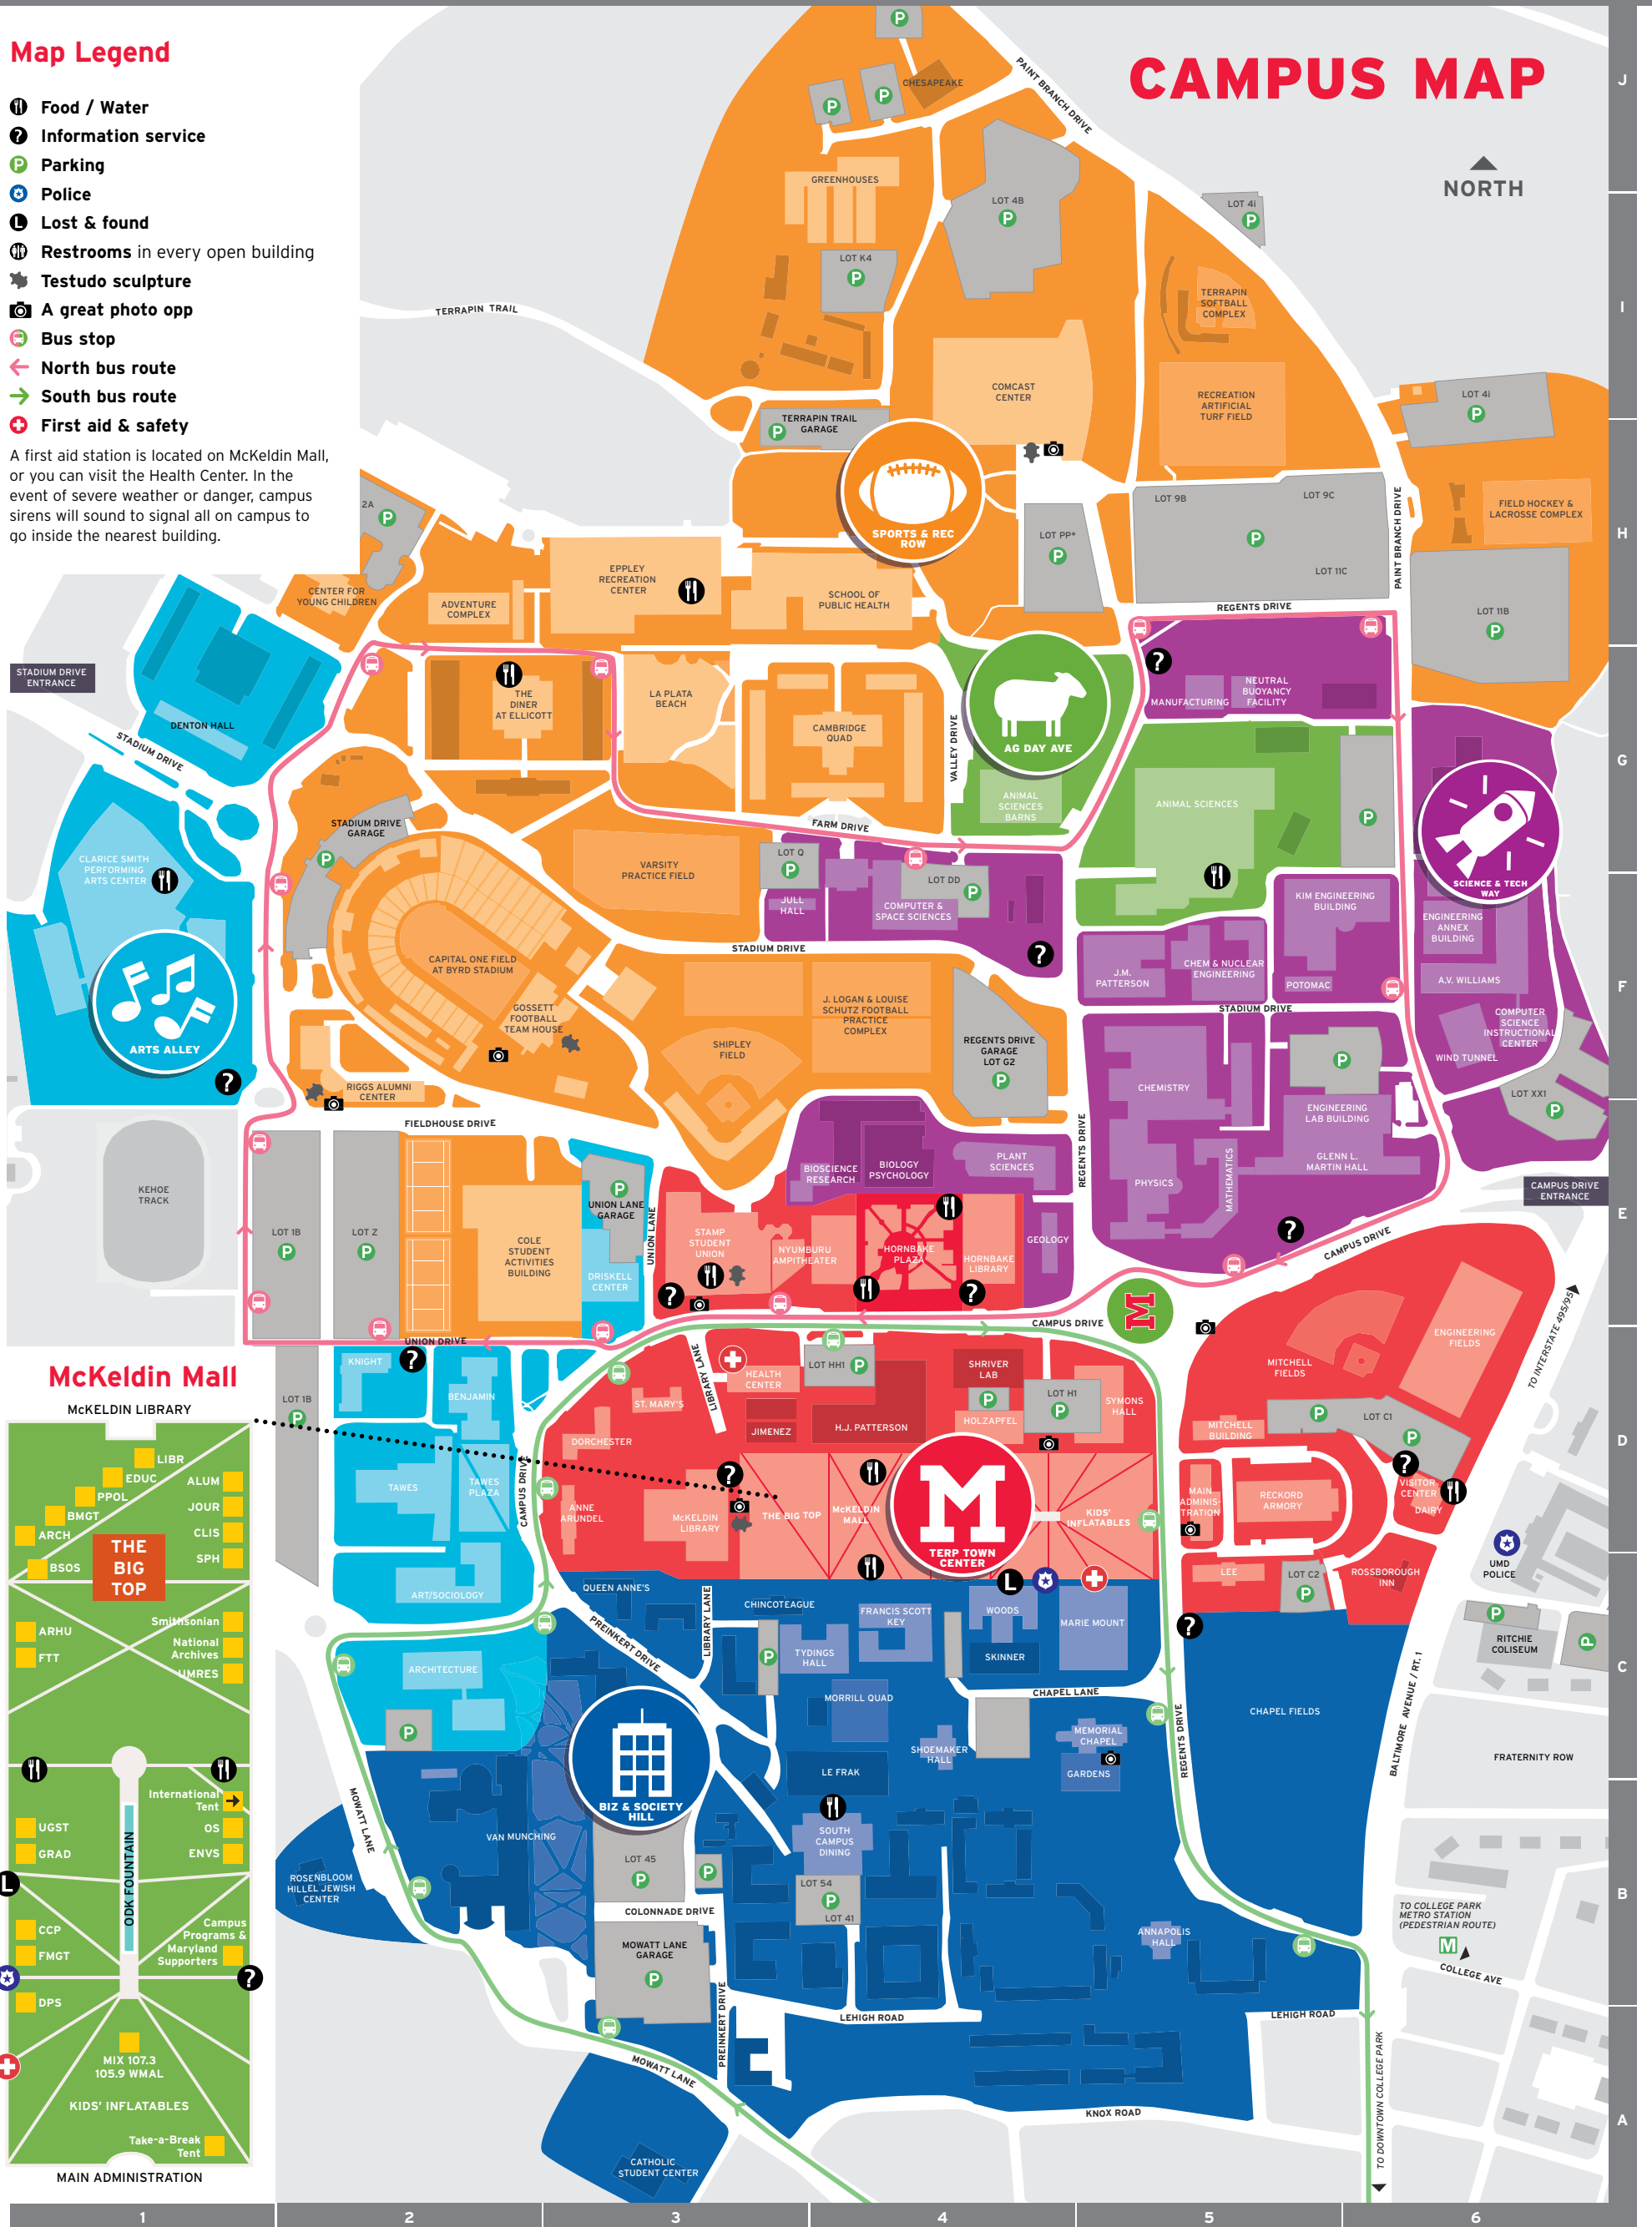 Map Legend
Food / Water
Information service
Parking
Police
Lost & found
Restrooms in every open building
Testudo sculpture
A great photo opp
Bus stop
North bus route
South bus route
First aid & safety
A first aid station is located on McKeldin Mall,
or you can visit the Health Center. In the
event of severe weather or danger, campus
sirens will sound to signal all on campus to
go inside the nearest building.
CAMPUS MAP
NORTH
J
I
H
G
F
E
D
C
B
A
CHESAPEAKE
PAINT BRANCH DRIVE
GREENHOUSES
LOT 4B
LOT 4i
LOT K4
TERRAPIN
SOFTBALL
COMPLEX
TERRAPIN TRAIL
COMCAST
CENTER
RECREATION
ARTIFICIAL
TURF FIELD
LOT 4i
TERRAPIN TRAIL
GARAGE
2A
SPORTS & REC
ROW
LOT PP*
LOT 9B
LOT 9C
LOT 11C
PAINT BRANCH DRIVE
FIELD HOCKEY &
LACROSSE COMPLEX
LOT 11B
REGENTS DRIVE
CENTER FOR
YOUNG CHILDREN
ADVENTURE
COMPLEX
EPPLEY
RECREATION
CENTER
SCHOOL OF
PUBLIC HEALTH
STADIUM DRIVE
ENTRANCE
DENTON HALL
STADIUM DRIVE
THE
DINER
AT ELLICOTT
LA PLATA
BEACH
CAMBRIDGE
QUAD
VALLEY DRIVE
AG DAY AVE
MANUFACTURING
NEUTRAL
BUOYANCY
FACILITY
ANIMAL
SCIENCES
BARNS
ANIMAL SCIENCES
SCIENCE & TECH
WAY
FARM DRIVE
STADIUM DRIVE
GARAGE
CLARICE SMITH
PERFORMING
ARTS CENTER
VARSITY
PRACTICE FIELD
LOT Q
JULL
HALL
LOT DD
COMPUTER &
SPACE SCIENCES
KIM ENGINEERING
BUILDING
ENGINEERING
ANNEX
BUILDING
STADIUM DRIVE
CAPITAL ONE FIELD
AT BYRD STADIUM
J.M.
PATTERSON
CHEM & NUCLEAR
ENGINEERING
POTOMAC
A.V. WILLIAMS
STADIUM DRIVE
ARTS ALLEY
GOSSETT
FOOTBALL
TEAM HOUSE
J. LOGAN & LOUISE
SCHUTZ FOOTBALL
PRACTICE
COMPLEX
SHIPLEY
FIELD
REGENTS DRIVE
GARAGE
LOT G2
COMPUTER
SCIENCE
INSTRUCTIONAL
CENTER
WIND TUNNEL
LOT XX1
RIGGS ALUMNI
CENTER
CHEMISTRY
ENGINEERING
LAB BUILDING
FIELDHOUSE DRIVE
REGENTS DRIVE
KEHOE
TRACK
BIOSCIENCE
RESEARCH
BIOLOGY
PSYCHOLOGY
PLANT
SCIENCES
PHYSICS
MATHEMATICS
GLENN L.
MARTIN HALL
CAMPUS DRIVE
ENTRANCE
LOT 1B
LOT Z
COLE
STUDENT
ACTIVITIES
BUILDING
UNION LANE
GARAGE
DRISKELL
CENTER
UNION LANE
STAMP
STUDENT
UNION
NYUMBURU
AMPITHEATER
HORNBAKE
PLAZA
HORNBAKE
LIBRARY
GEOLOGY
CAMPUS DRIVE
UNION DRIVE
CAMPUS DRIVE
M
TO INTERSTATE 495/95
ENGINEERING
FIELDS
MITCHELL
FIELDS
McKeldin Mall
McKELDIN LIBRARY
LIBR
EDUC
PPOL
BMGT
ARCH
BSOS
ALUM
JOUR
CLIS
SPH
THE
BIG
TOP
ARHU
FTT
Smithsonian
National
Archives
UMRES
International
Tent
OS
ENVS
UGST
GRAD
ODK FOUNTAIN
CCP
FMGT
Campus
Programs &
Maryland
Supporters
DPS
MIX 107.3
105.9 WMAL
KIDS' INFLATABLES
Take-a-Break
Tent
MAIN ADMINISTRATION
LOT 1B
KNIGHT
BENJAMIN
LIBRARY LANE
HEALTH
CENTER
LOT HH1
SHRIVER
LAB
LOT H1
SYMONS
HALL
ST. MARY'S
JIMENEZ
H.J. PATTERSON
HOLZAPFEL
MITCHELL
BUILDING
LOT C1
DORCHESTER
TAWES
TAWES
PLAZA
CAMPUS DRIVE
ANNE
ARUNDEL
McKELDIN
LIBRARY
THE BIG TOP
McKELDIN
MALL
M
TERP TOWN
CENTER
KIDS'
INFLATABLES
MAIN
ADMINIS-
TRATION
RECKORD
ARMORY
VISITOR
CENTER
DAIRY
UMD
POLICE
ART/SOCIOLOGY
QUEEN ANNE'S
LEE
LOT C2
ROSSBOROUGH
INN
PREINKERT DRIVE
LIBRARY LANE
CHINCOTEAGUE
FRANCIS SCOTT
KEY
WOODS
MARIE MOUNT
TYDINGS
HALL
SKINNER
RITCHIE
COLISEUM
ARCHITECTURE
MORRILL QUAD
CHAPEL LANE
CHAPEL FIELDS
BALTIMORE AVENUE / RT. 1
SHOEMAKER
HALL
MEMORIAL
CHAPEL
GARDENS
REGENTS DRIVE
FRATERNITY ROW
LE FRAK
BIZ & SOCIETY
HILL
MOWATT LANE
VAN MUNCHING
SOUTH
CAMPUS
DINING
LOT 45
ROSENBLOOM
HILLEL JEWISH
CENTER
LOT 54
LOT 41
COLONNADE DRIVE
MOWATT LANE
GARAGE
ANNAPOLIS
HALL
TO COLLEGE PARK
METRO STATION
(PEDESTRIAN ROUTE)
M
COLLEGE AVE
PREINKERT DRIVE
LEHIGH ROAD
LEHIGH ROAD
MOWATT LANE
KNOX ROAD
TO DOWNTOWN COLLEGE PARK
CATHOLIC
STUDENT CENTER
1
2
3
4
5
6